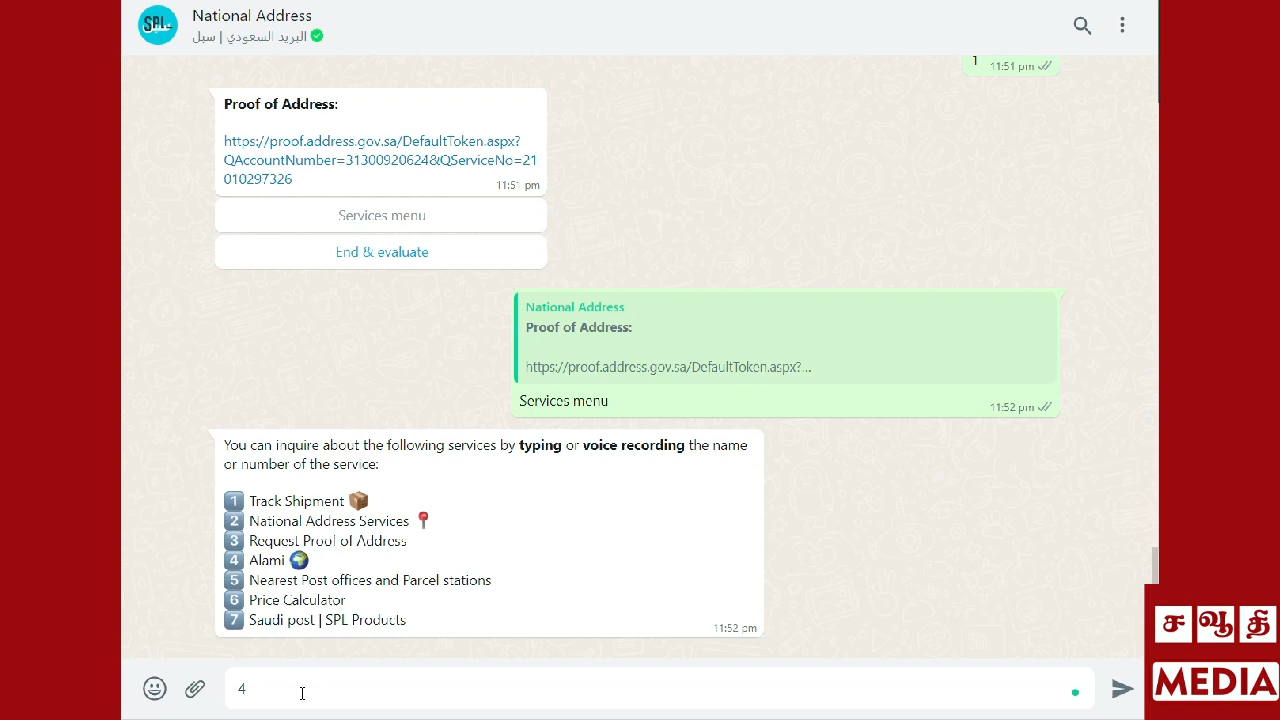 SPL
سبل
National Address
البريد السعودي | سبل
1
11:51 pm
Proof of Address:
https://proof.address.gov.sa/DefaultToken.aspx?
QAccountNumber=31300920624&QServiceNo=21
010297326
11:51 pm
Services menu
End & evaluate
National Address
Proof of Address:
https://proof.address.gov.sa/DefaultToken.aspx?...
Services menu
11:52 pm
You can inquire about the following services by typing or voice recording the name
or number of the service:
1 Track Shipment 📦
2 National Address Services 📍
3 Request Proof of Address
4 Alami 🌍
5 Nearest Post offices and Parcel stations
6 Price Calculator
7 Saudi post | SPL Products
11:52 pm
4
சவூதி
MEDIA